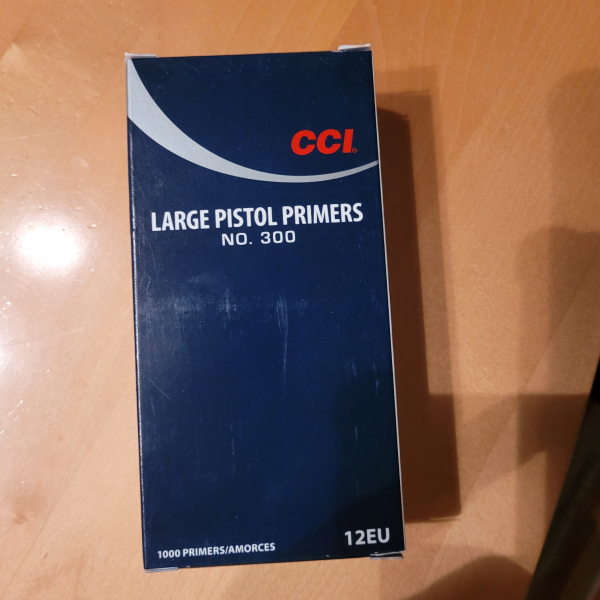 CCI
LARGE PISTOL PRIMERS
NO. 300
1000 PRIMERS/AMORCES
12EU